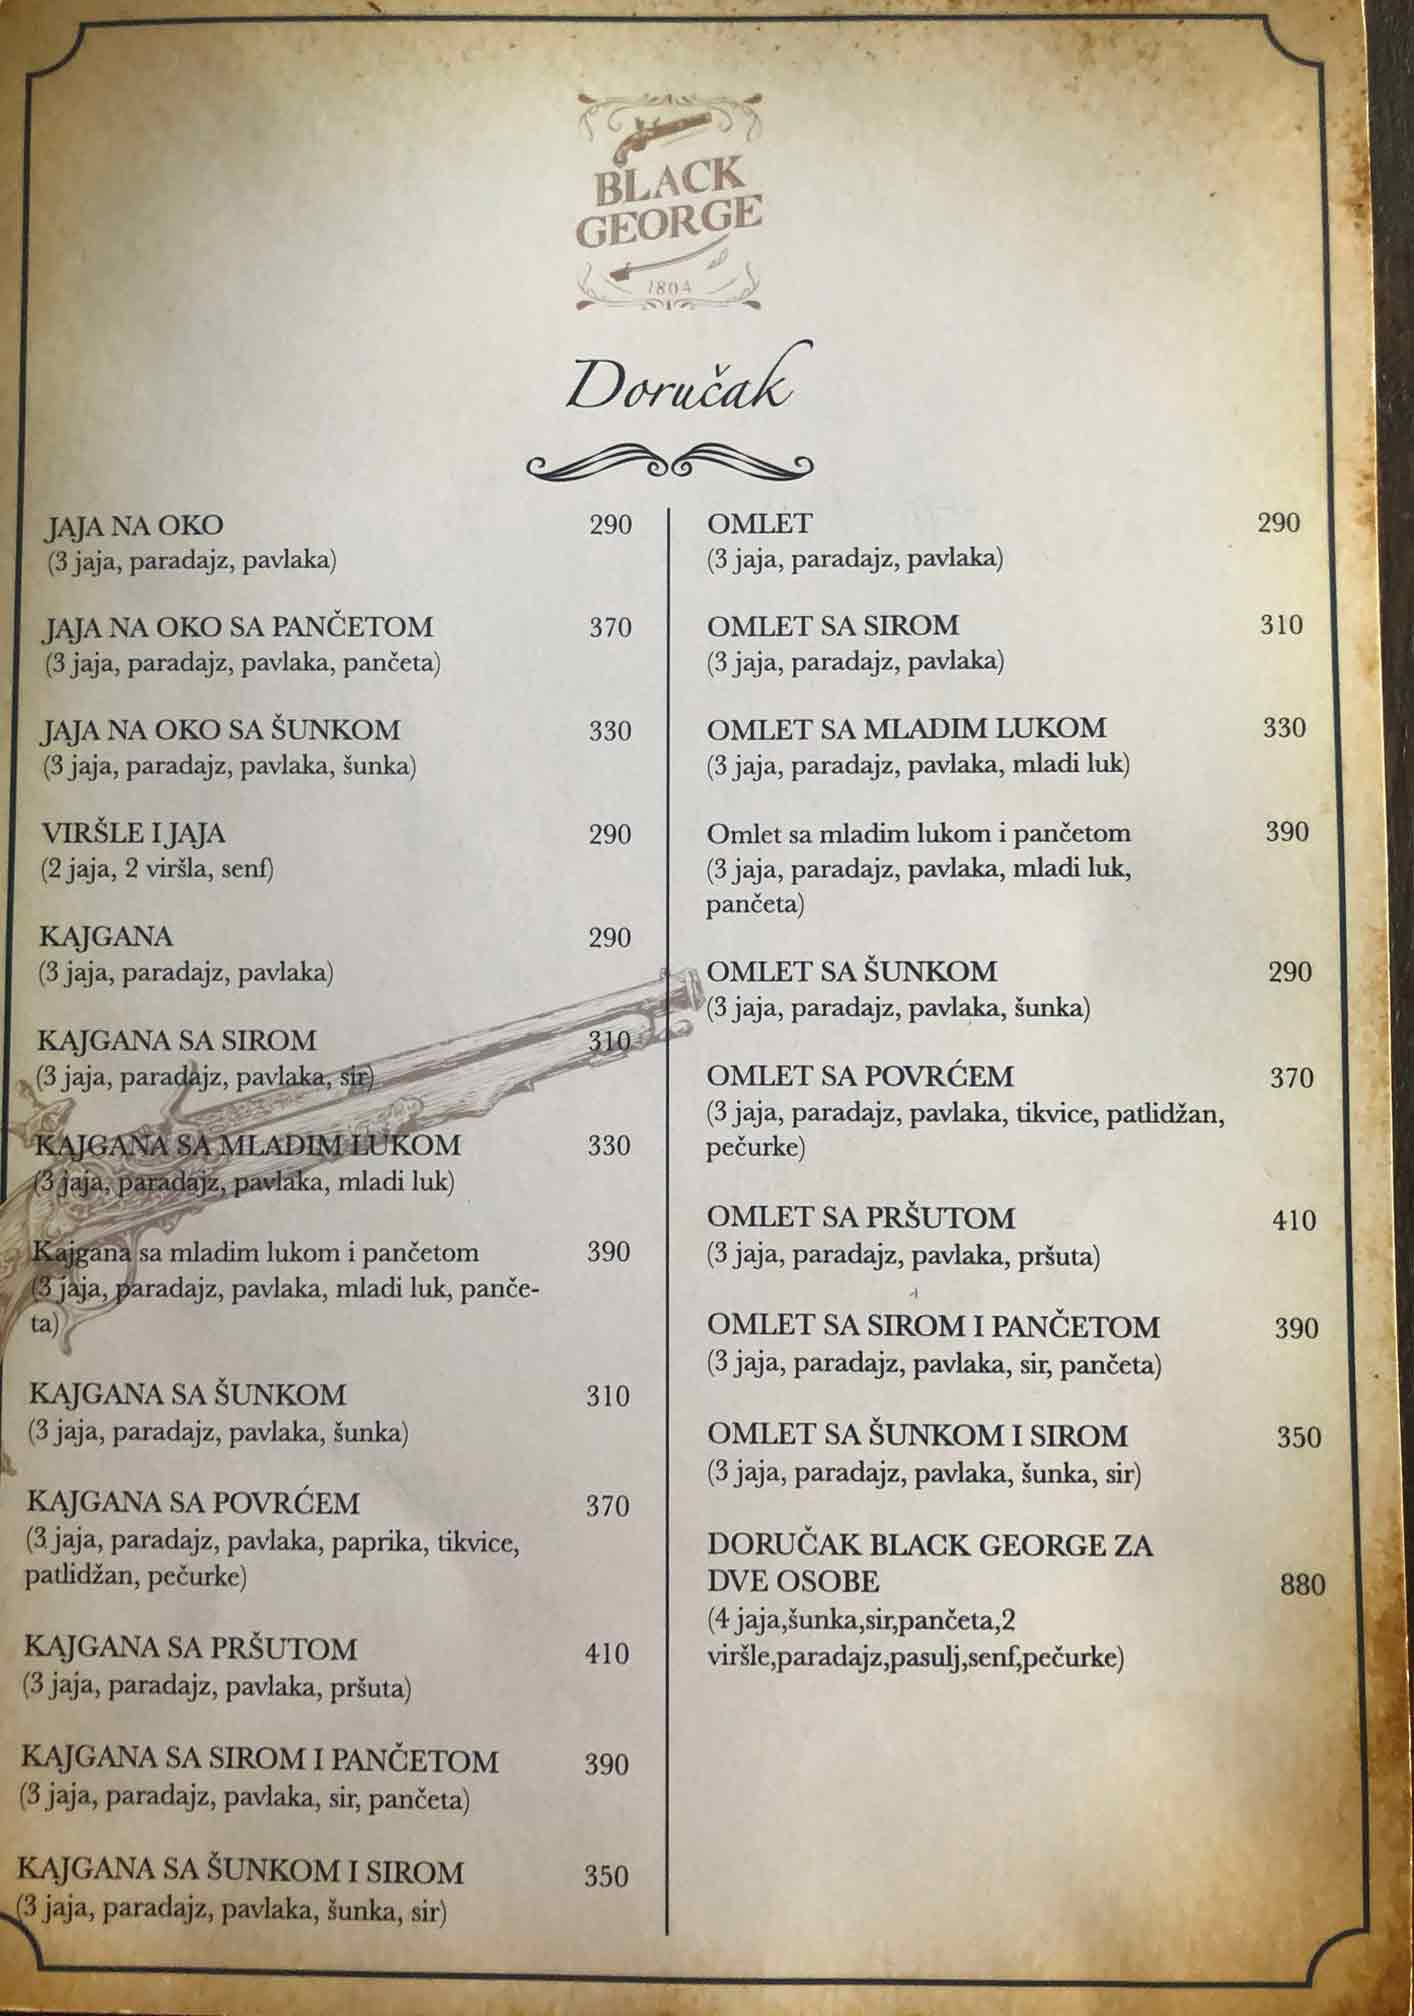 BLACK
GEORGE
1804
Doručak
JAJA NA OKO 290
(3 jaja, paradajz, pavlaka)
JAJA NA OKO SA PANČETOM 370
(3 jaja, paradajz, pavlaka, pančeta)
JAJA NA OKO SA ŠUNKOM 330
(3 jaja, paradajz, pavlaka, šunka)
VIRŠLE I JAJA 290
(2 jaja, 2 viršla, senf)
KAJGANA 290
(3 jaja, paradajz, pavlaka)
KAJGANA SA SIROM 310
(3 jaja, paradajz, pavlaka, sir)
KAJGANA SA MLADIM LUKOM 330
(3 jaja, paradajz, pavlaka, mladi luk)
Kajgana sa mladim lukom i pančetom 390
(3 jaja, paradajz, pavlaka, mladi luk, panče-
ta)
KAJGANA SA ŠUNKOM 310
(3 jaja, paradajz, pavlaka, šunka)
KAJGANA SA POVRĆEM 370
(3 jaja, paradajz, pavlaka, paprika, tikvice,
patlidžan, pečurke)
KAJGANA SA PRŠUTOM 410
(3 jaja, paradajz, pavlaka, pršuta)
KAJGANA SA SIROM I PANČETOM 390
(3 jaja, paradajz, pavlaka, sir, pančeta)
KAJGANA SA ŠUNKOM I SIROM 350
(3 jaja, paradajz, pavlaka, šunka, sir)
OMLET 290
(3 jaja, paradajz, pavlaka)
OMLET SA SIROM 310
(3 jaja, paradajz, pavlaka)
OMLET SA MLADIM LUKOM 330
(3 jaja, paradajz, pavlaka, mladi luk)
Omlet sa mladim lukom i pančetom 390
(3 jaja, paradajz, pavlaka, mladi luk,
pančeta)
OMLET SA ŠUNKOM 290
(3 jaja, paradajz, pavlaka, šunka)
OMLET SA POVRĆEM 370
(3 jaja, paradajz, pavlaka, tikvice, patlidžan,
pečurke)
OMLET SA PRŠUTOM 410
(3 jaja, paradajz, pavlaka, pršuta)
OMLET SA SIROM I PANČETOM 390
(3 jaja, paradajz, pavlaka, sir, pančeta)
OMLET SA ŠUNKOM I SIROM 350
(3 jaja, paradajz, pavlaka, šunka, sir)
DORUČAK BLACK GEORGE ZA
DVE OSOBE 880
(4 jaja,šunka,sir,pančeta,2
viršle,paradajz,pasulj,senf,pečurke)